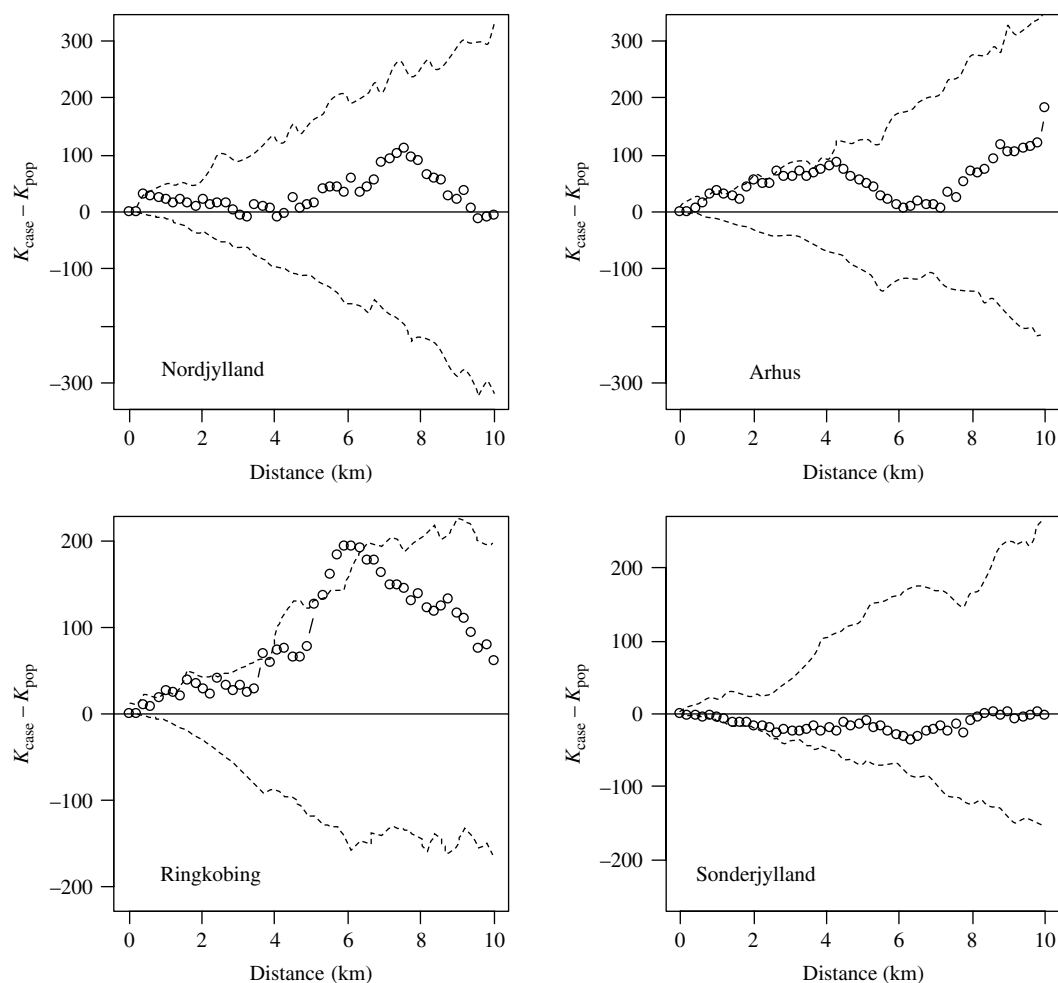 300
200
100
0
−100
−300
K_case − K_pop
Nordjylland
0 2 4 6 8 10
Distance (km)
300
200
100
0
−100
−300
K_case − K_pop
Arhus
0 2 4 6 8 10
Distance (km)
200
100
0
−100
−200
K_case − K_pop
Ringkobing
0 2 4 6 8 10
Distance (km)
200
100
0
−100
−200
K_case − K_pop
Sonderjylland
0 2 4 6 8 10
Distance (km)